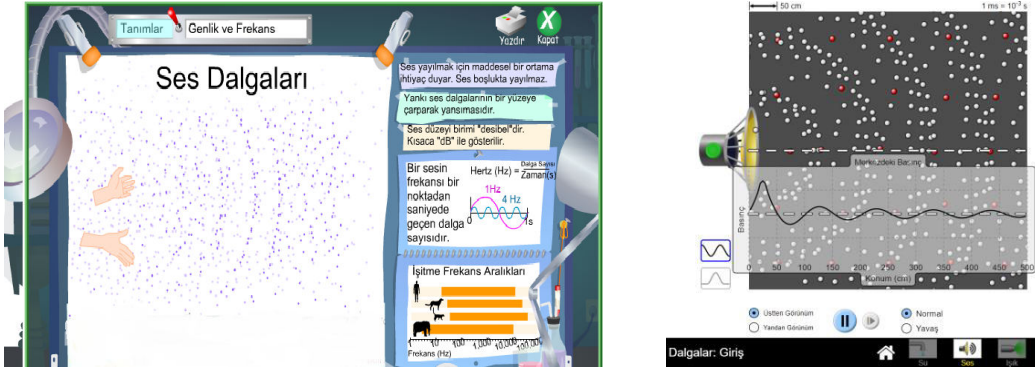 Tanımlar
Genlik ve Frekans
Yazdır
Kapat
Ses Dalgaları
Ses yayılmak için maddesel bir ortama
ihtiyaç duyar. Ses boşlukta yayılmaz.
Yankı ses dalgalarının bir yüzeye
çarparak yansımasıdır.
Ses düzeyi birimi "desibel"dir.
Kısaca "dB" ile gösterilir.
Bir sesin
frekansı bir
noktadan
saniyede
geçen dalga
sayısıdır.
Hertz (Hz) = Dalga Sayısı
Zaman(s)
1Hz
4 Hz
0
1s
İşitme Frekans Aralıkları
1 10 100 1,000 10,000 100,000
Frekans (Hz)
50 cm
1 ms = 10⁻³ s
Merkezdeki Basınç
Basınç
0 50 100 150 200 250 300 350 400 450 500
Konum (cm)
Üstten Görünüm
Yandan Görünüm
Normal
Yavaş
Dalgalar: Giriş
Su
Ses
Işık